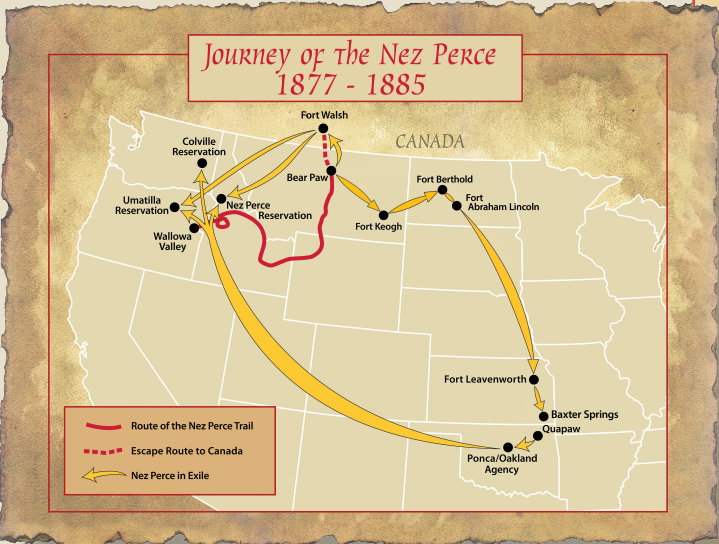 Journey of the Nez Perce
1877 - 1885
Fort Walsh
CANADA
Colville
Reservation
Bear Paw
Fort Berthold
Umatilla
Reservation
Nez Perce
Reservation
Fort
Abraham Lincoln
Fort Keogh
Wallowa
Valley
Fort Leavenworth
Baxter Springs
Quapaw
Ponca/Oakland
Agency
Route of the Nez Perce Trail
Escape Route to Canada
Nez Perce in Exile